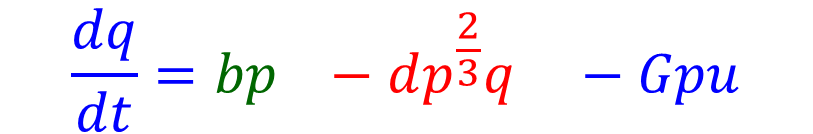 dq/dt = bp − dp^(2/3)q − Gpu